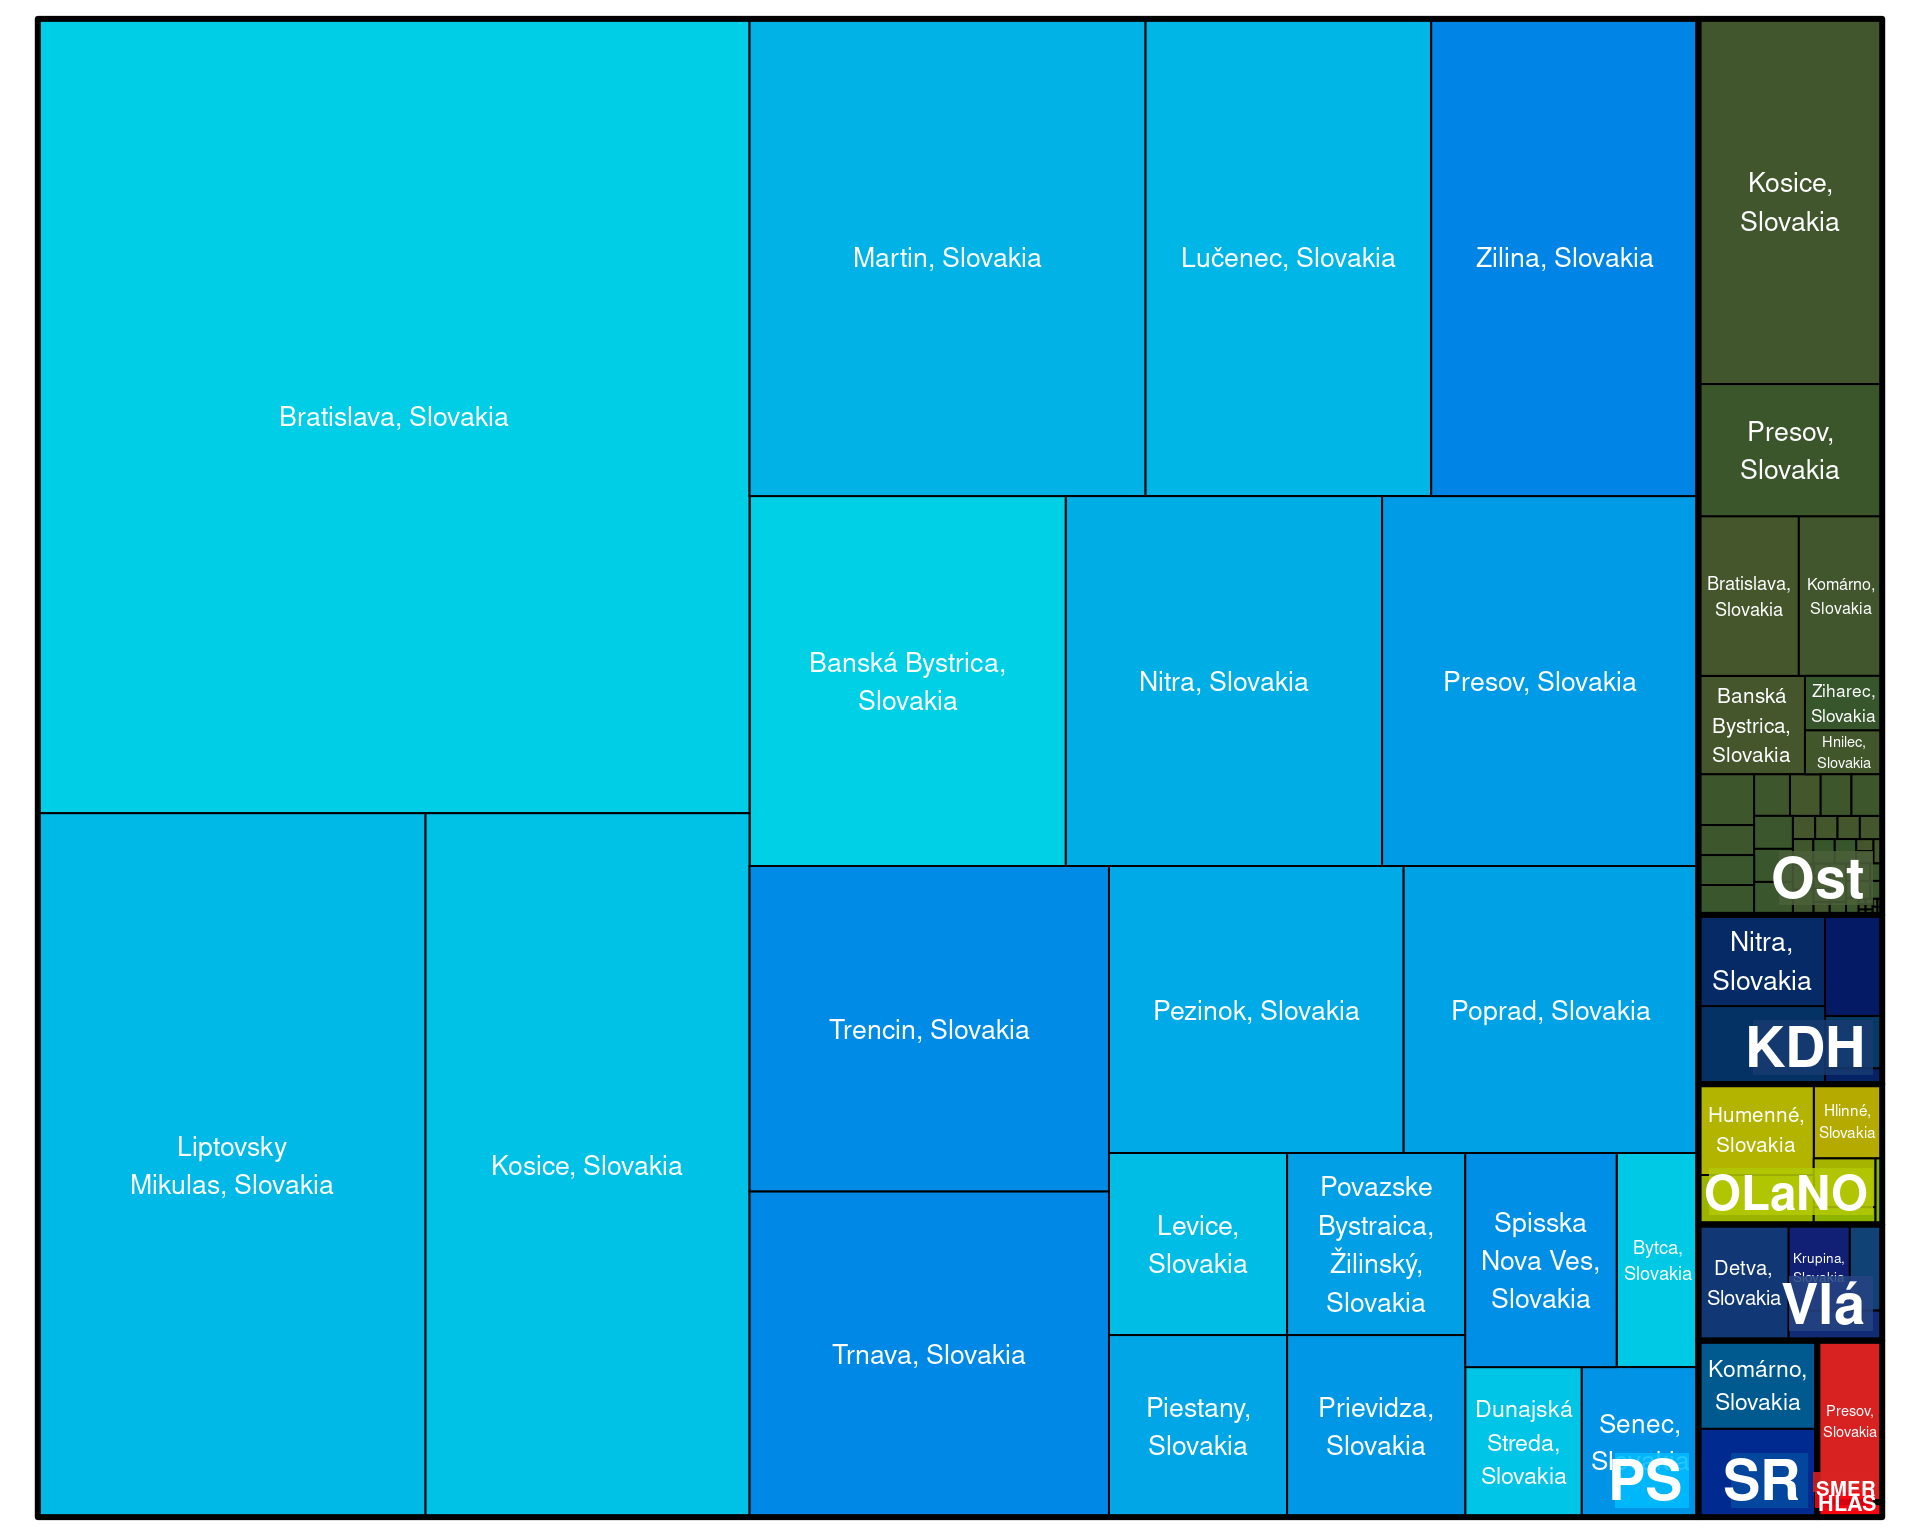 Bratislava, Slovakia
Liptovsky
Mikulas, Slovakia
Kosice, Slovakia
Martin, Slovakia
Lučenec, Slovakia
Zilina, Slovakia
Banská Bystrica,
Slovakia
Nitra, Slovakia
Presov, Slovakia
Trencin, Slovakia
Trnava, Slovakia
Pezinok, Slovakia
Poprad, Slovakia
Levice,
Slovakia
Povazske
Bystraica,
Žilinský,
Slovakia
Spisska
Nova Ves,
Slovakia
Bytca,
Slovakia
Piestany,
Slovakia
Prievidza,
Slovakia
Dunajská
Streda,
Slovakia
Senec,
Slovakia
PS
Kosice,
Slovakia
Presov,
Slovakia
Bratislava,
Slovakia
Komárno,
Slovakia
Banská
Bystrica,
Slovakia
Ziharec,
Slovakia
Hnilec,
Slovakia
Ost
Nitra,
Slovakia
KDH
Humenné,
Slovakia
Hlinné,
Slovakia
OLaNO
Detva,
Slovakia
Krupina,
Slovakia
Vlá
Komárno,
Slovakia
SR
Presov,
Slovakia
SMER
HLAS